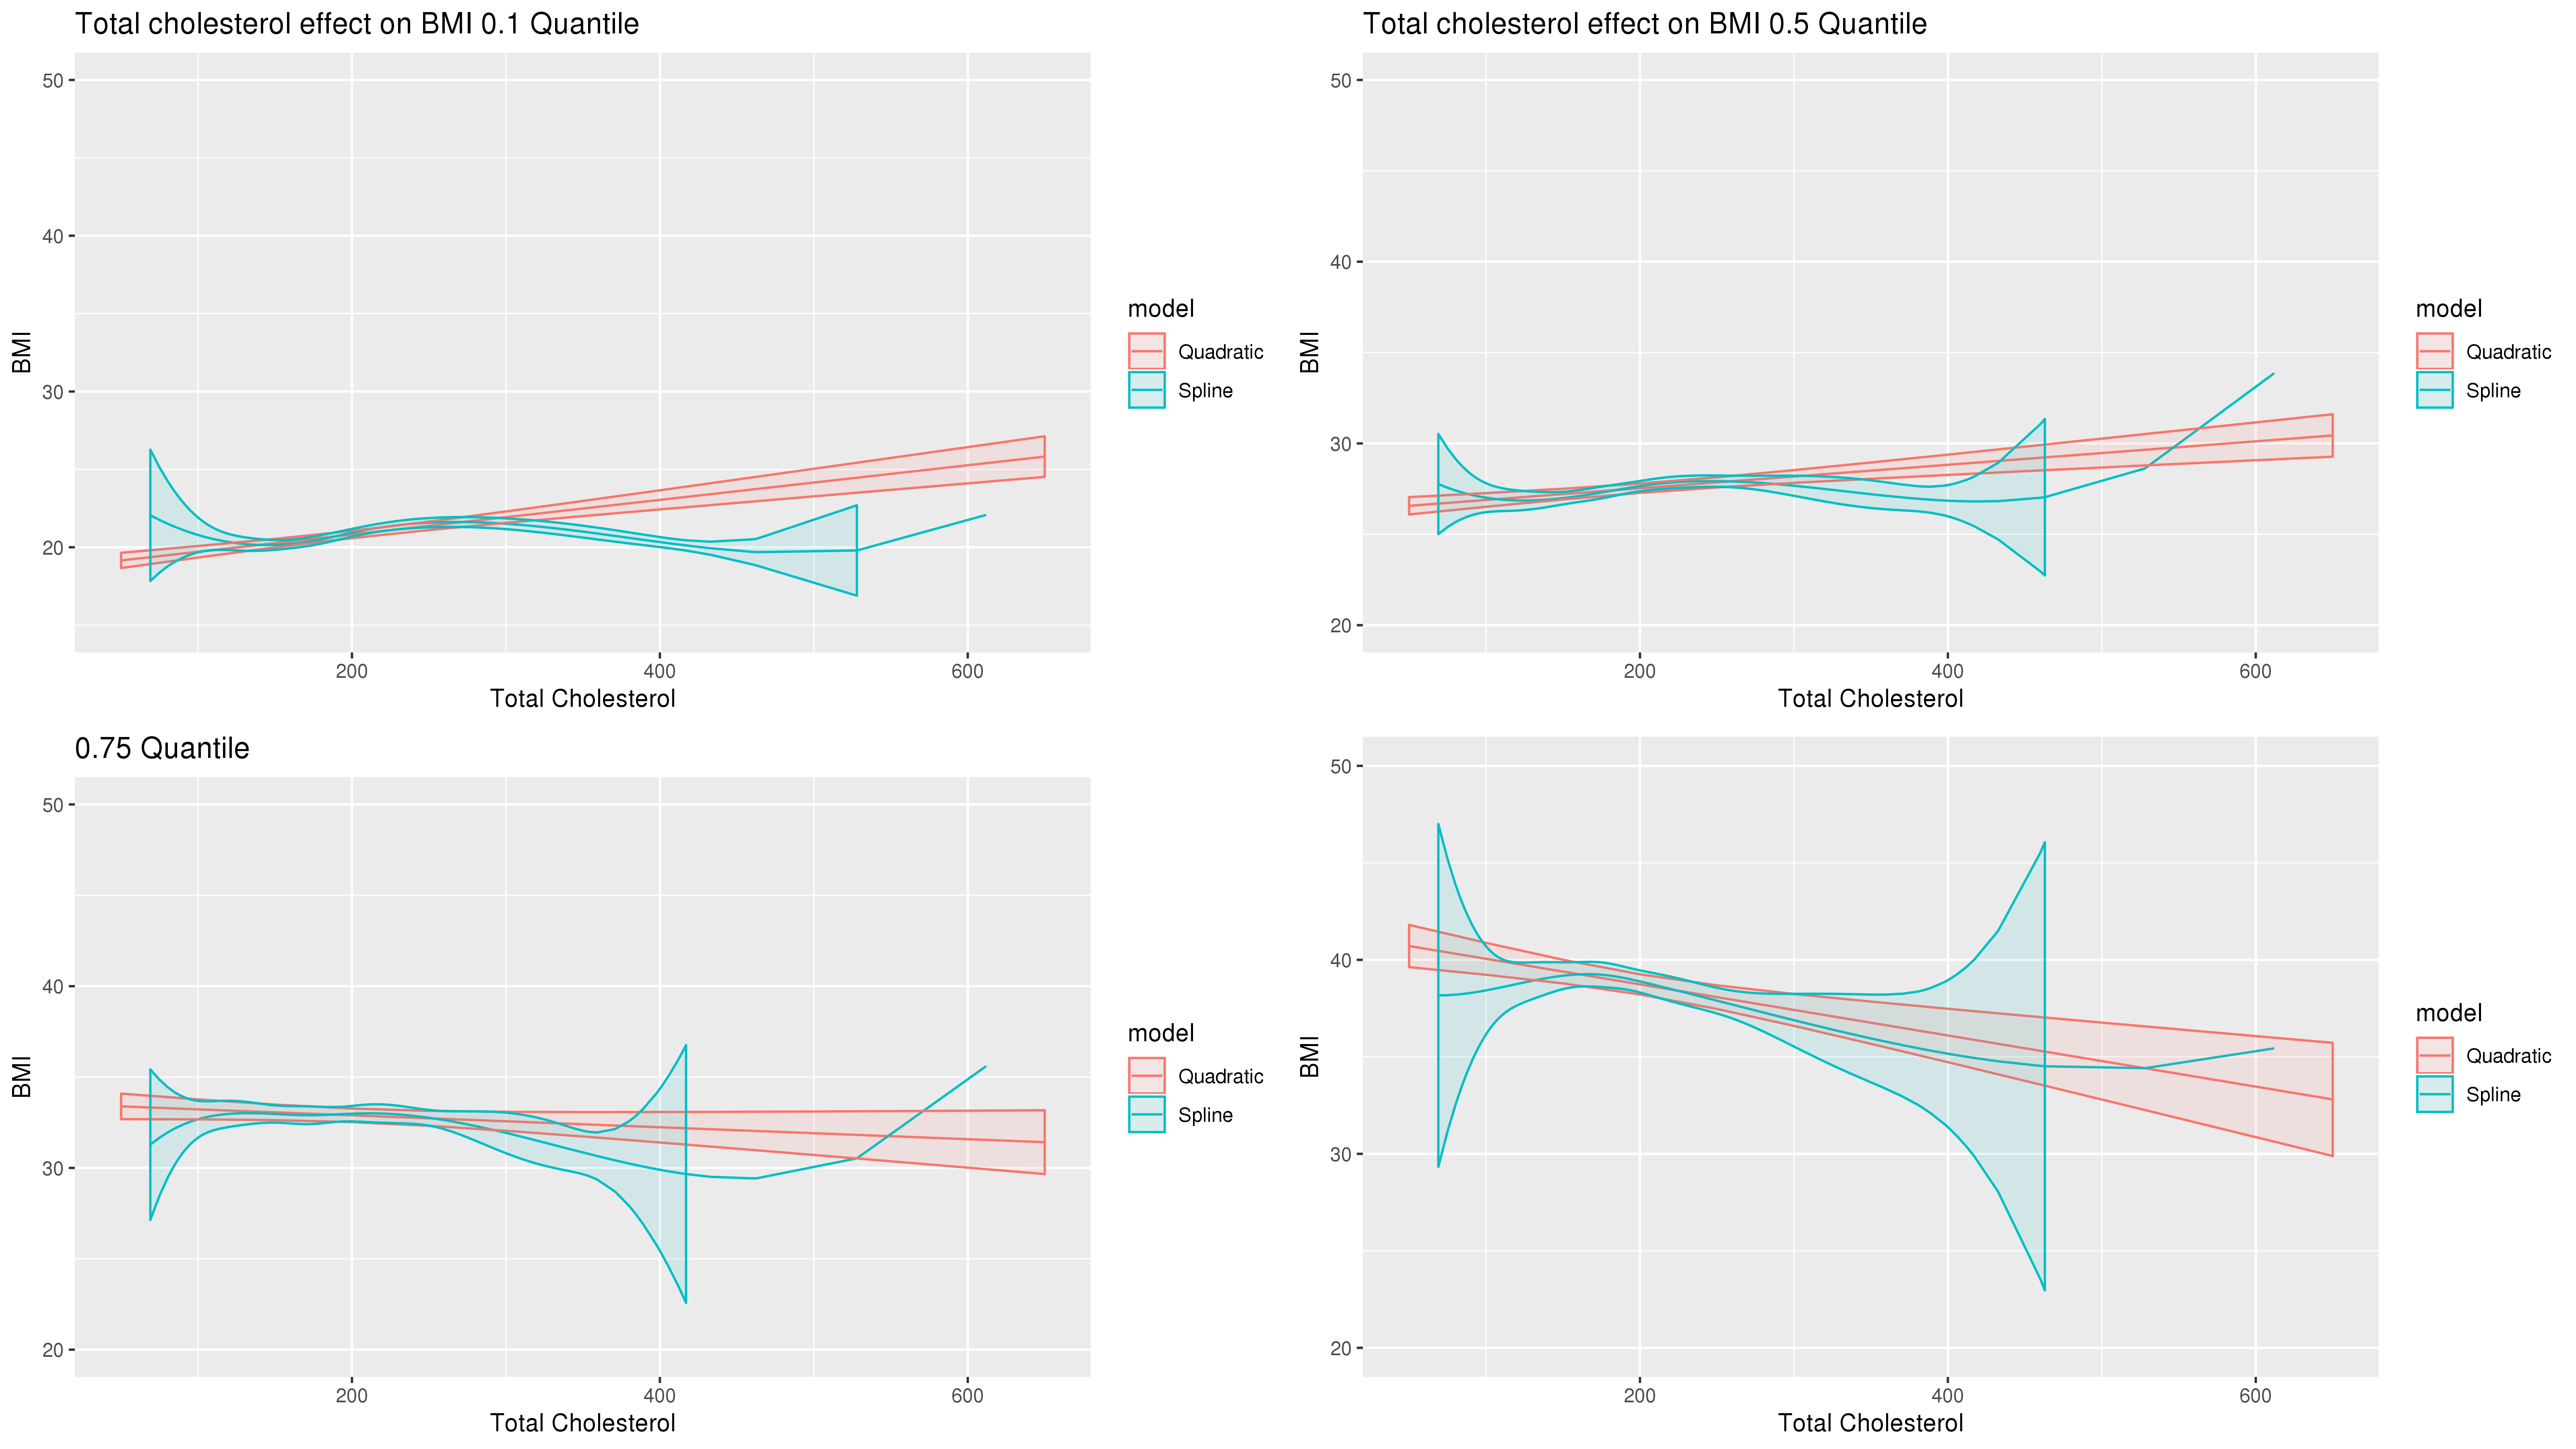 Total cholesterol effect on BMI 0.1 Quantile
50
40
30
20
BMI
200 400 600
Total Cholesterol
model
Quadratic
Spline
Total cholesterol effect on BMI 0.5 Quantile
50
40
30
20
BMI
200 400 600
Total Cholesterol
model
Quadratic
Spline
0.75 Quantile
50
40
30
20
BMI
200 400 600
Total Cholesterol
model
Quadratic
Spline
50
40
30
20
BMI
200 400 600
Total Cholesterol
model
Quadratic
Spline